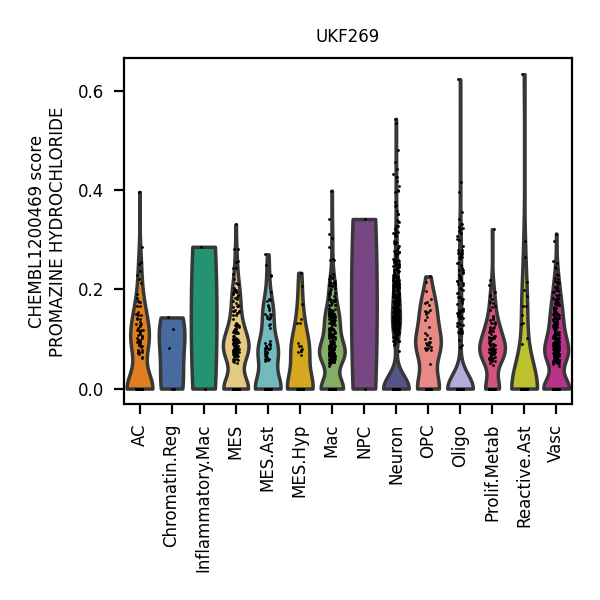 UKF269
CHEMBL1200469 score
PROMAZINE HYDROCHLORIDE
0.6
0.4
0.2
0.0
AC
Chromatin.Reg
Inflammatory.Mac
MES
MES.Ast
MES.Hyp
Mac
NPC
Neuron
OPC
Oligo
Prolif.Metab
Reactive.Ast
Vasc